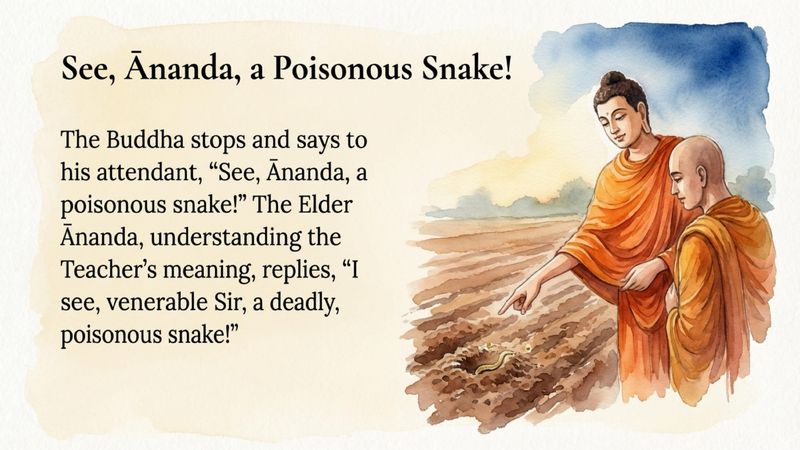 See, Ānanda, a Poisonous Snake!
The Buddha stops and says to
his attendant, “See, Ānanda, a
poisonous snake!” The Elder
Ānanda, understanding the
Teacher’s meaning, replies, “I
see, venerable Sir, a deadly,
poisonous snake!”